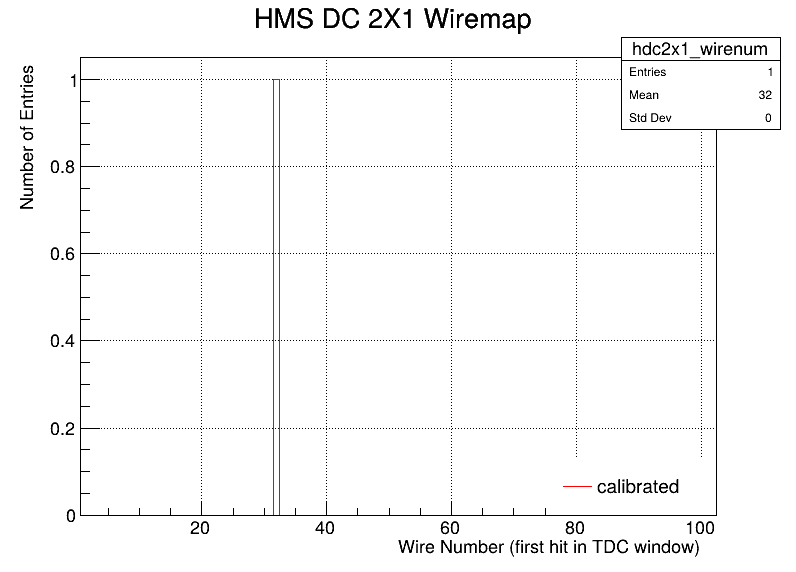 HMS DC 2X1 Wiremap
hdc2x1_wirenum
Entries 1
Mean 32
Std Dev 0
Number of Entries
1
0.8
0.6
0.4
0.2
0
20 40 60 80 100
Wire Number (first hit in TDC window)
calibrated